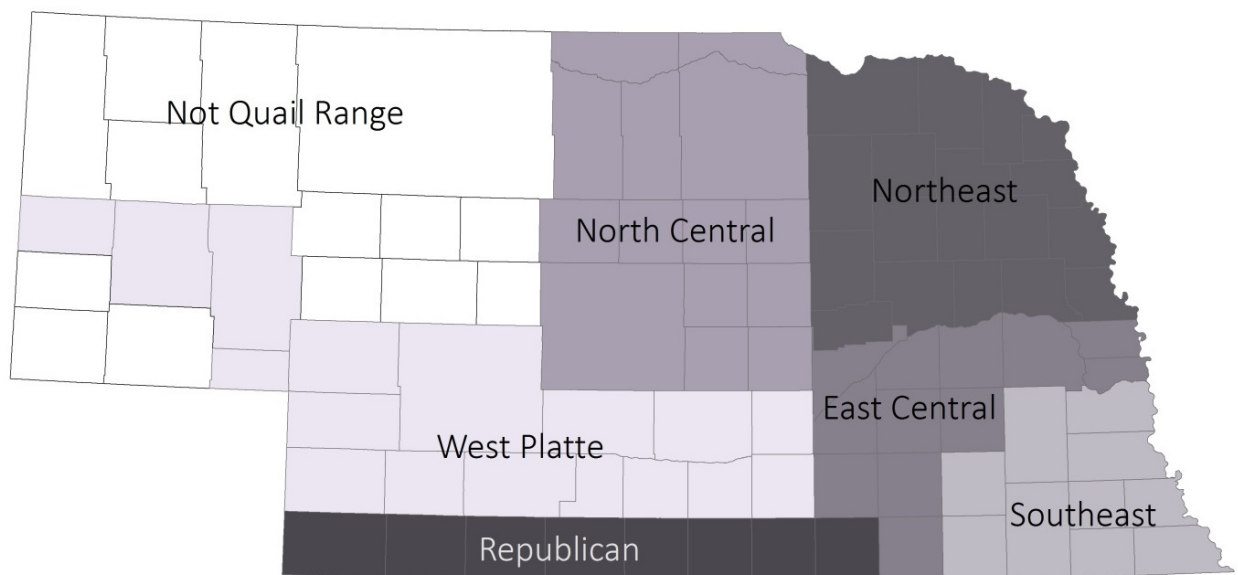 Not Quail Range
Northeast
North Central
East Central
West Platte
Southeast
Republican